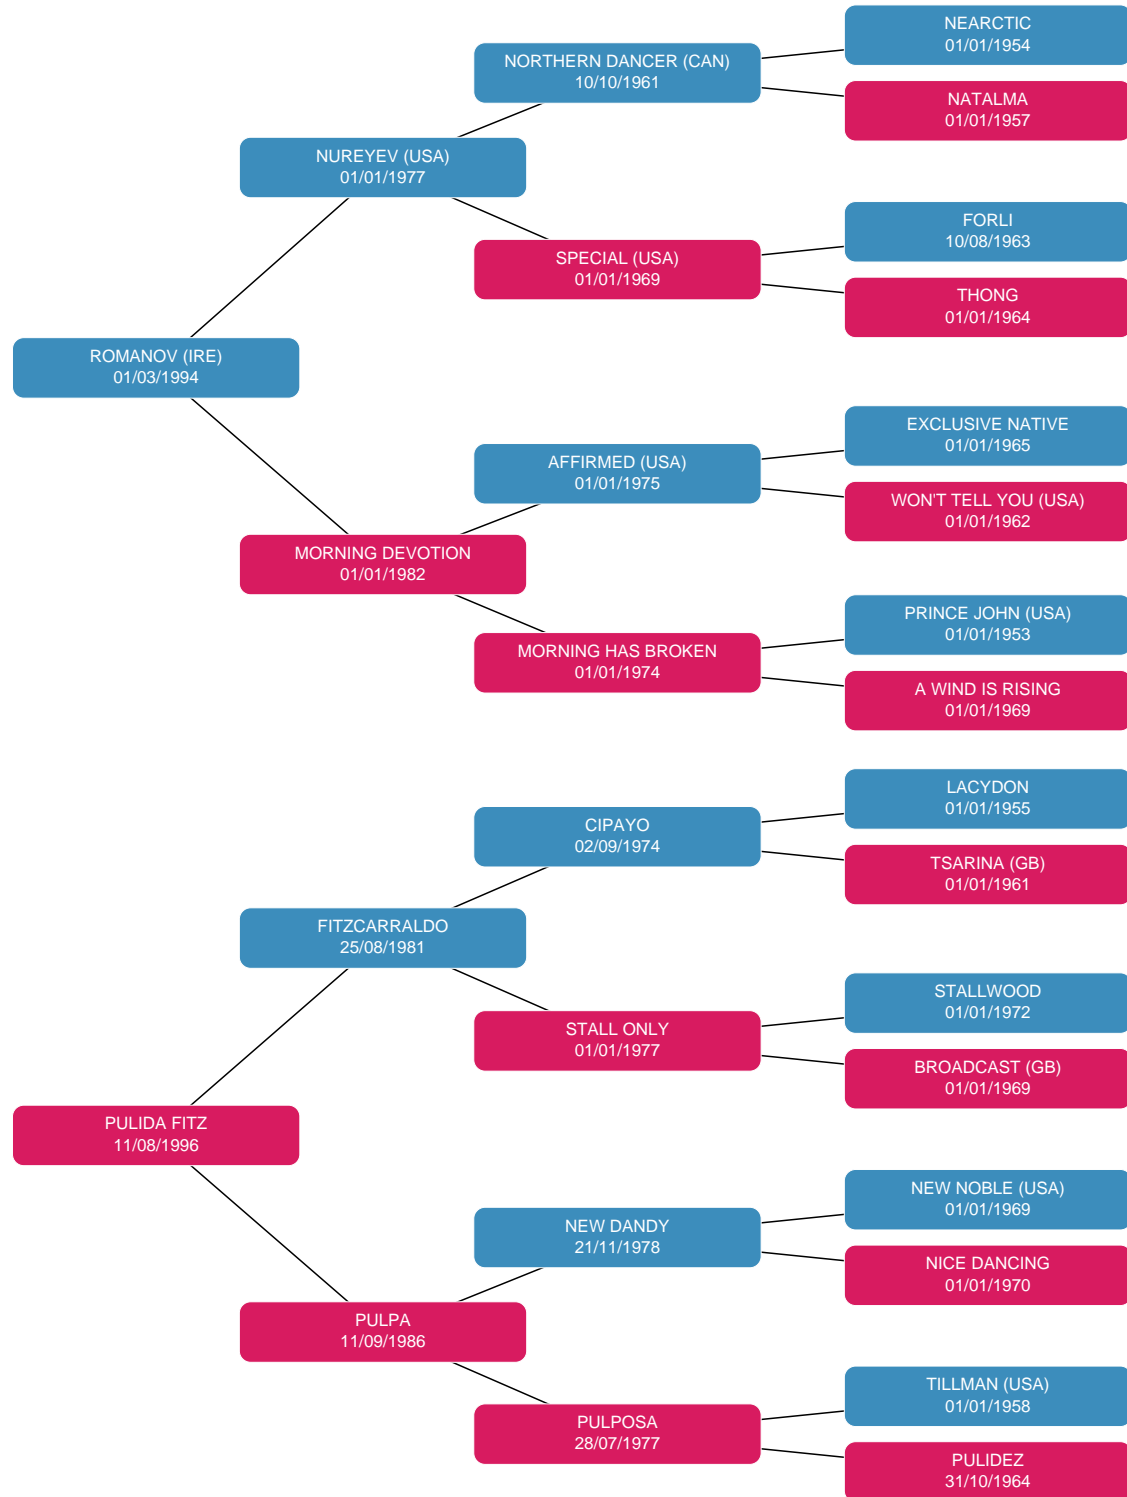 NEARCTIC
01/01/1954
NORTHERN DANCER (CAN)
10/10/1961
NATALMA
01/01/1957
NUREYEV (USA)
01/01/1977
FORLI
10/08/1963
SPECIAL (USA)
01/01/1969
THONG
01/01/1964
ROMANOV (IRE)
01/03/1994
EXCLUSIVE NATIVE
01/01/1965
AFFIRMED (USA)
01/01/1975
WON'T TELL YOU (USA)
01/01/1962
MORNING DEVOTION
01/01/1982
PRINCE JOHN (USA)
01/01/1953
MORNING HAS BROKEN
01/01/1974
A WIND IS RISING
01/01/1969
LACYDON
01/01/1955
CIPAYO
02/09/1974
TSARINA (GB)
01/01/1961
FITZCARRALDO
25/08/1981
STALLWOOD
01/01/1972
STALL ONLY
01/01/1977
BROADCAST (GB)
01/01/1969
PULIDA FITZ
11/08/1996
NEW NOBLE (USA)
01/01/1969
NEW DANDY
21/11/1978
NICE DANCING
01/01/1970
PULPA
11/09/1986
TILLMAN (USA)
01/01/1958
PULPOSA
28/07/1977
PULIDEZ
31/10/1964